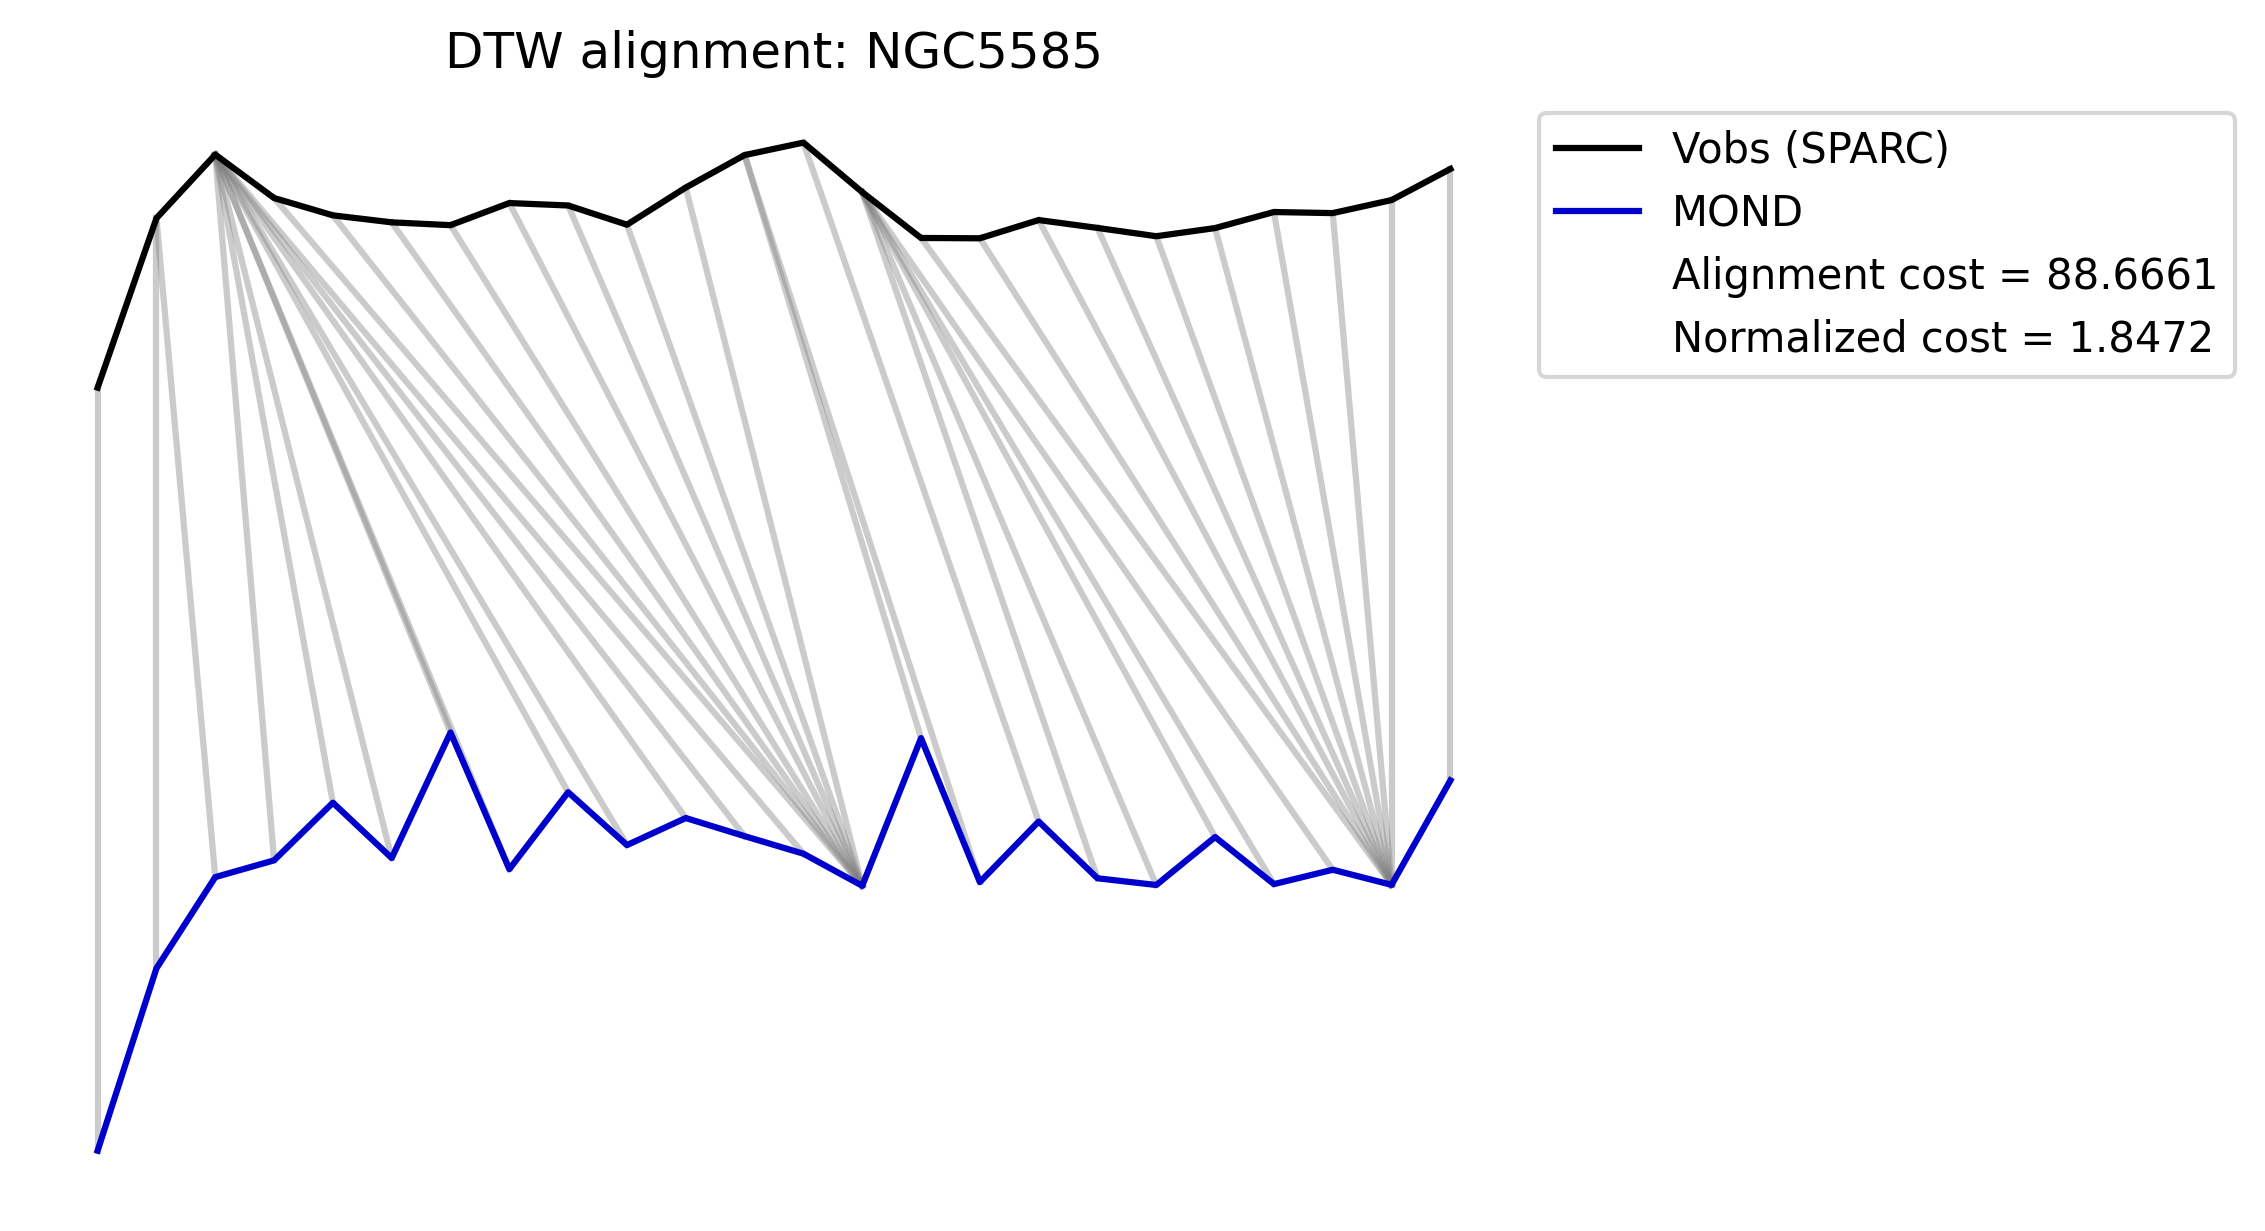 DTW alignment: NGC5585
Vobs (SPARC)
MOND
Alignment cost = 88.6661
Normalized cost = 1.8472